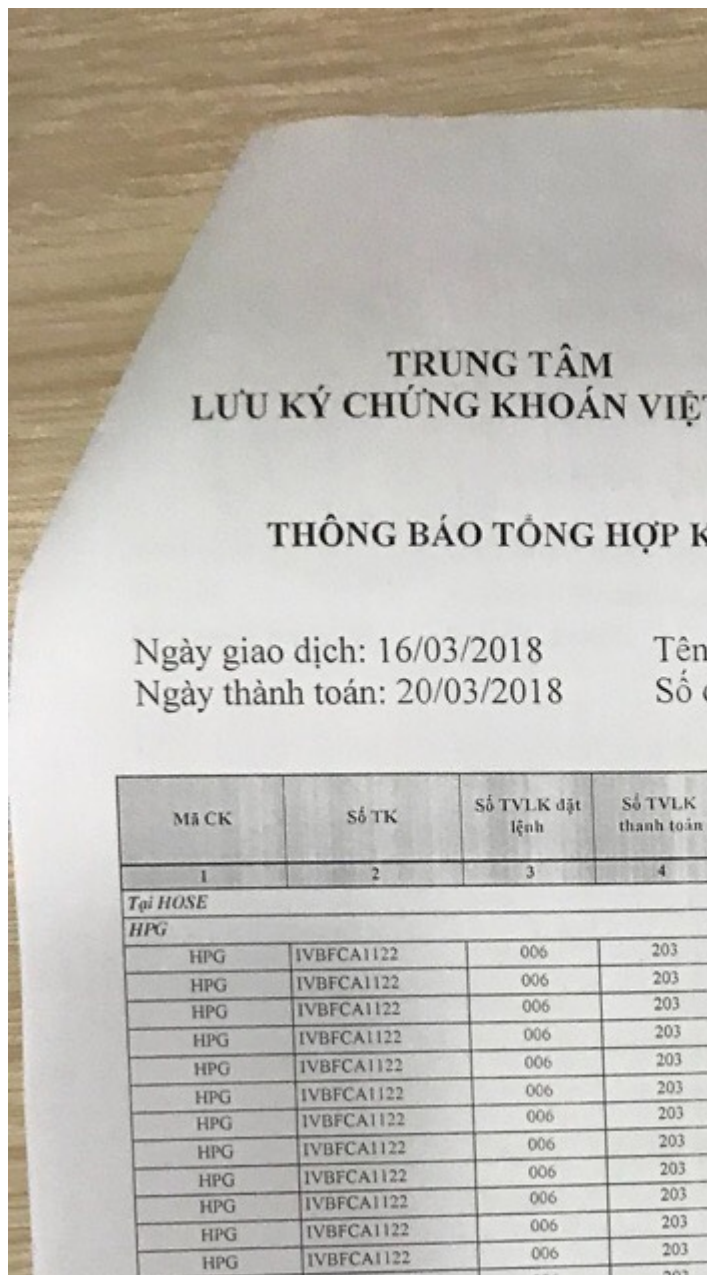 TRUNG TÂM
LƯU KÝ CHỨNG KHOÁN VIỆT
THÔNG BÁO TỔNG HỢP K
Ngày giao dịch: 16/03/2018 Tên
Ngày thành toán: 20/03/2018 Số
Mã CK Số TK Số TVLK đặt lệnh Số TVLK thanh toán
1 2 3 4
Tại HOSE
HPG
HPG IVBFCA1122 006 203
HPG IVBFCA1122 006 203
HPG IVBFCA1122 006 203
HPG IVBFCA1122 006 203
HPG IVBFCA1122 006 203
HPG IVBFCA1122 006 203
HPG IVBFCA1122 006 203
HPG IVBFCA1122 006 203
HPG IVBFCA1122 006 203
HPG IVBFCA1122 006 203
HPG IVBFCA1122 006 203
HPG IVBFCA1122 006 203